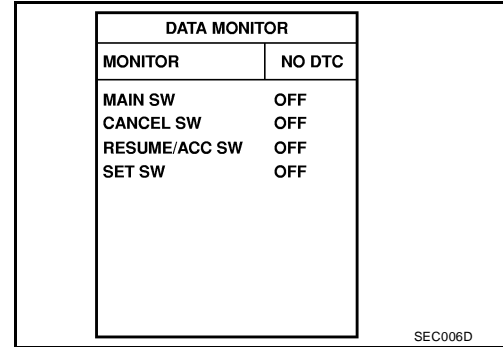 DATA MONITOR
MONITOR NO DTC
MAIN SW OFF
CANCEL SW OFF
RESUME/ACC SW OFF
SET SW OFF
SEC006D